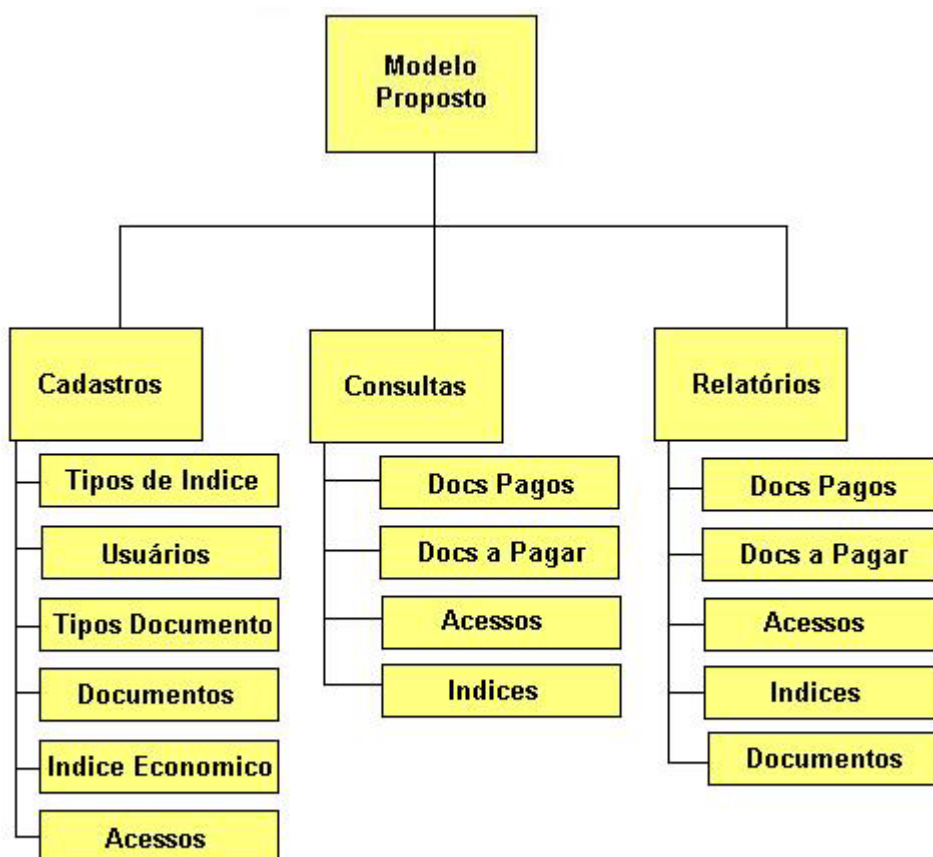 Modelo
Proposto
Cadastros
Tipos de Indice
Usuários
Tipos Documento
Documentos
Indice Economico
Acessos
Consultas
Docs Pagos
Docs a Pagar
Acessos
Indices
Relatórios
Docs Pagos
Docs a Pagar
Acessos
Indices
Documentos